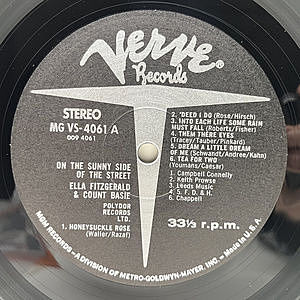 Verve
Records
STEREO
MG VS-4061 A
009 4061
ON THE SUNNY SIDE
OF THE STREET
ELLA FITZGERALD
& COUNT BASIE
POLYDOR
RECORDS
LTD.
1. HONEYSUCKLE ROSE
(Waller/Razaf)
2. 'DEED I DO (Rose/Hirsch)
3. INTO EACH LIFE SOME RAIN
MUST FALL (Roberts/Fisher)
4. THEM THERE EYES
(Tracey/Tauber/Pinkard)
5. DREAM A LITTLE DREAM
OF ME (Schwandt/Andree/Kahn)
6. TEA FOR TWO
(Youmans/Caesar)
1. Campbell Connelly
2. Keith Prowse
3. Leeds Music
4. 5. F. D. & H.
6. Chappell
33⅓ r.p.m.
MGM RECORDS – A DIVISION OF METRO-GOLDWYN-MAYER, INC. – Made in U.S.A.